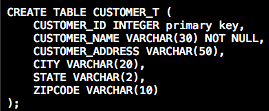 CREATE TABLE CUSTOMER_T (
CUSTOMER_ID INTEGER primary key,
CUSTOMER_NAME VARCHAR(30) NOT NULL,
CUSTOMER_ADDRESS VARCHAR(50),
CITY VARCHAR(20),
STATE VARCHAR(2),
ZIPCODE VARCHAR(10)
);